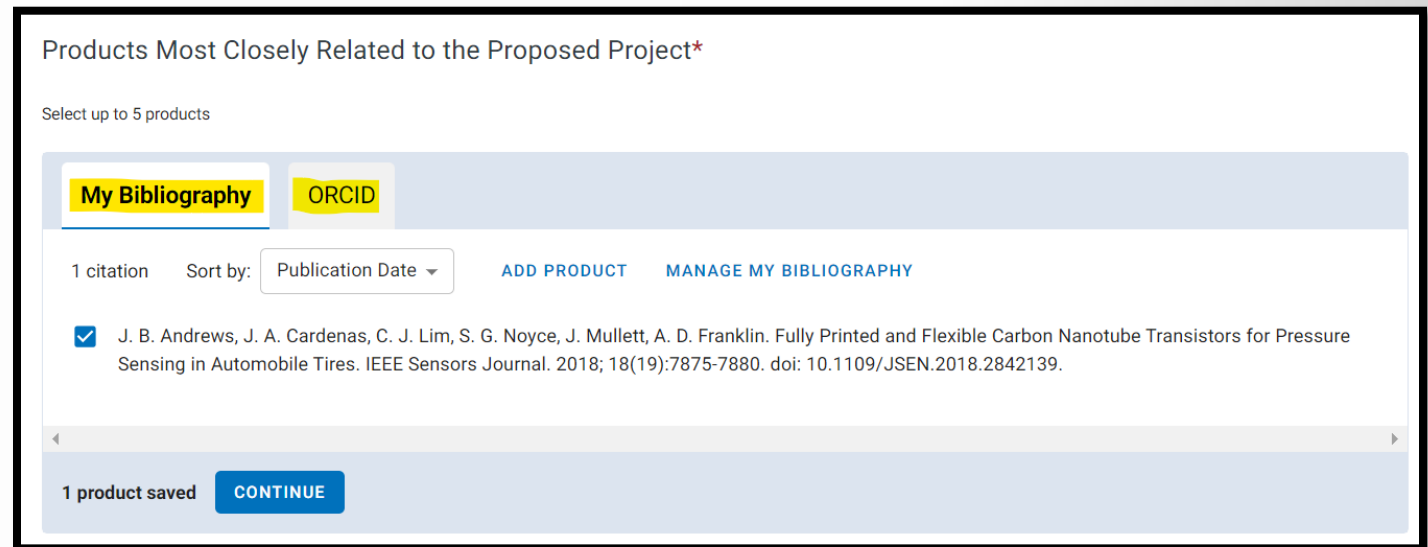 Products Most Closely Related to the Proposed Project*
Select up to 5 products
My Bibliography ORCID
1 citation Sort by: Publication Date ADD PRODUCT MANAGE MY BIBLIOGRAPHY
J. B. Andrews, J. A. Cardenas, C. J. Lim, S. G. Noyce, J. Mullett, A. D. Franklin. Fully Printed and Flexible Carbon Nanotube Transistors for Pressure
Sensing in Automobile Tires. IEEE Sensors Journal. 2018; 18(19):7875-7880. doi: 10.1109/JSEN.2018.2842139.
1 product saved CONTINUE